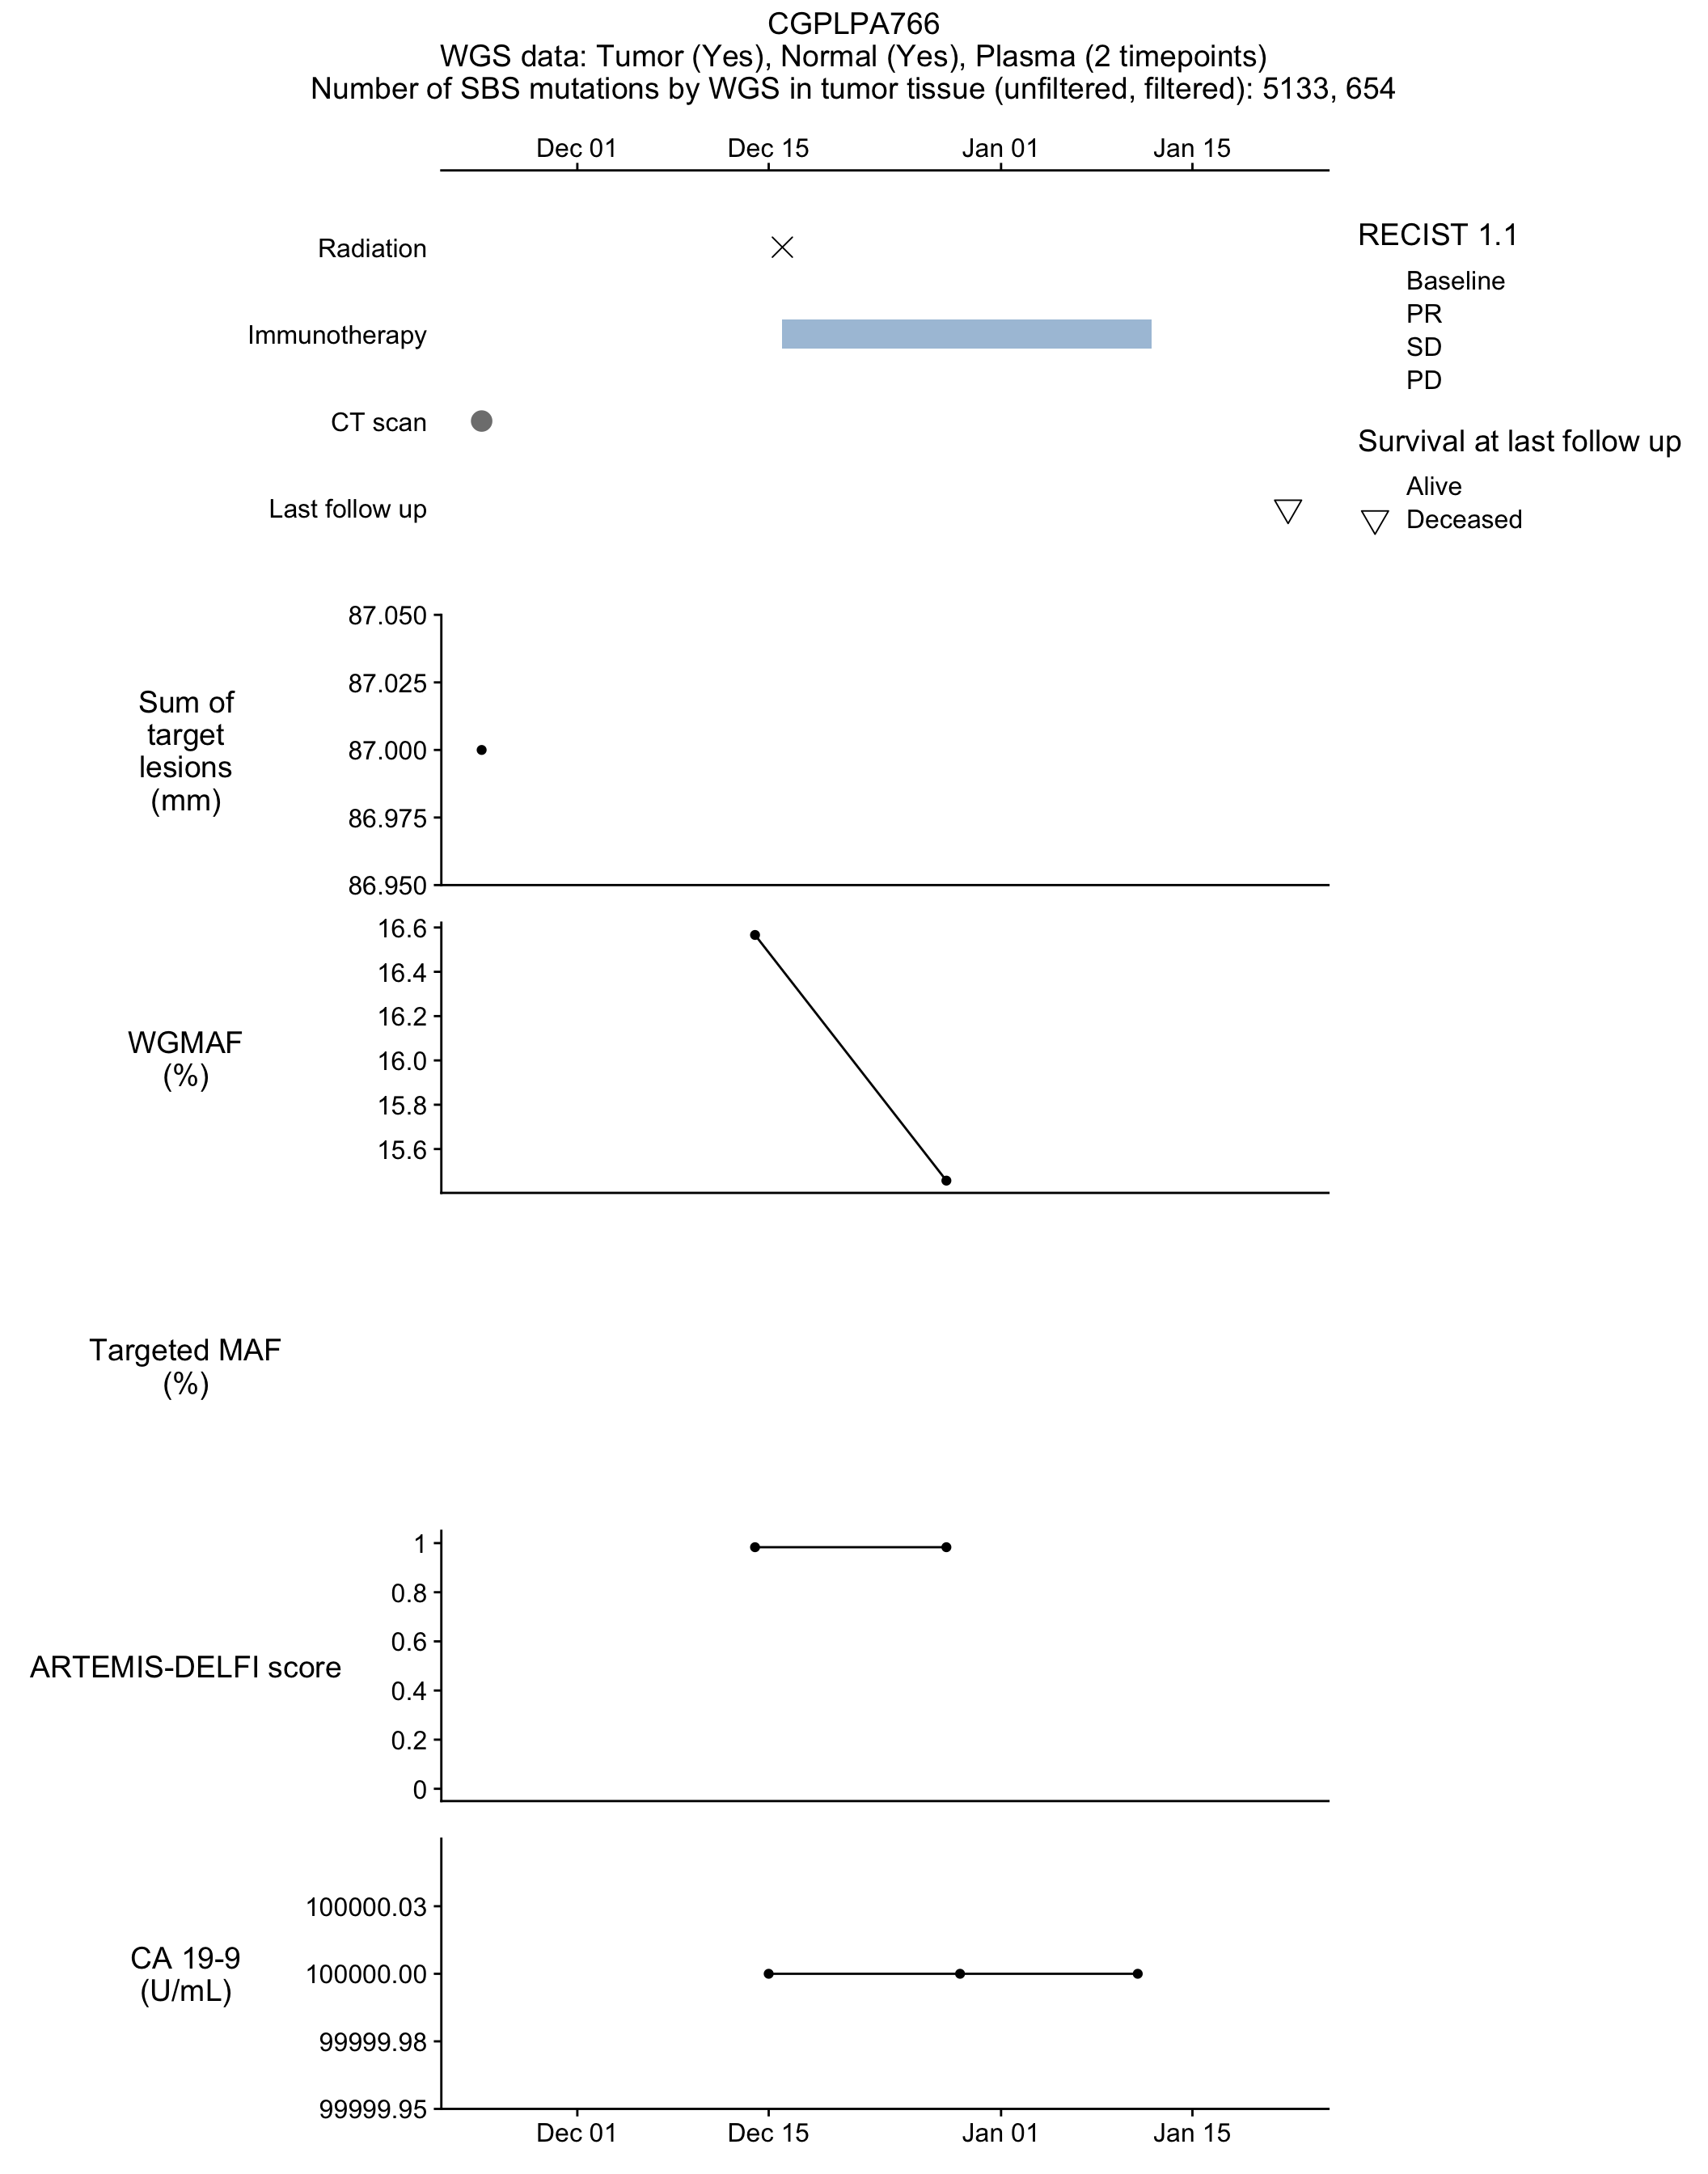 CGPLPA766
WGS data: Tumor (Yes), Normal (Yes), Plasma (2 timepoints)
Number of SBS mutations by WGS in tumor tissue (unfiltered, filtered): 5133, 654
Dec 01 Dec 15 Jan 01 Jan 15
Radiation
Immunotherapy
CT scan
Last follow up
RECIST 1.1
Baseline
PR
SD
PD
Survival at last follow up
Alive
Deceased
Sum of
target
lesions
(mm)
87.050
87.025
87.000
86.975
86.950
WGMAF
(%)
16.6
16.4
16.2
16.0
15.8
15.6
Targeted MAF
(%)
ARTEMIS-DELFI score
1
0.8
0.6
0.4
0.2
0
CA 19-9
(U/mL)
100000.03
100000.00
99999.98
99999.95
Dec 01 Dec 15 Jan 01 Jan 15